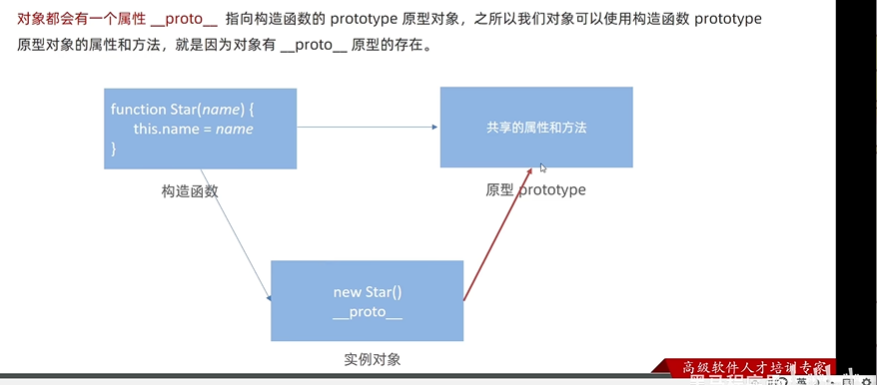 对象都会有一个属性 __proto__ 指向构造函数的 prototype 原型对象，之所以我们对象可以使用构造函数 prototype
原型对象的属性和方法，就是因为对象有 __proto__ 原型的存在。
function Star(name) {
this.name = name
}
共享的属性和方法
构造函数
原型 prototype
new Star()
__proto__
实例对象
高级软件人才培训专家
英